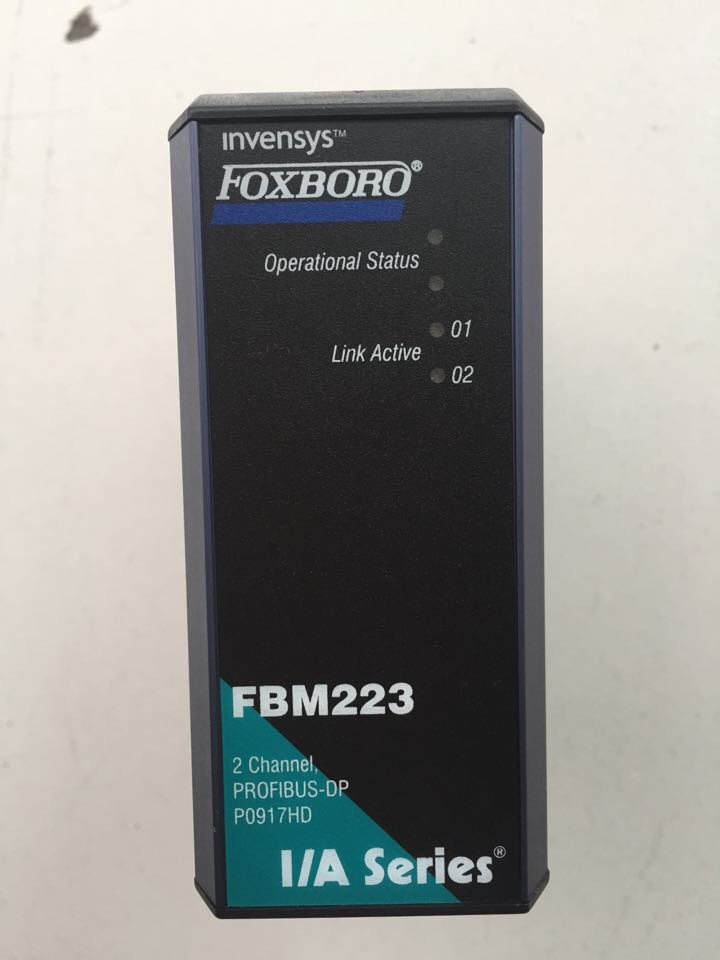 invensys™
FOXBORO®
Operational Status
01
Link Active
02
FBM223
2 Channel,
PROFIBUS-DP
P0917HD
I/A Series®